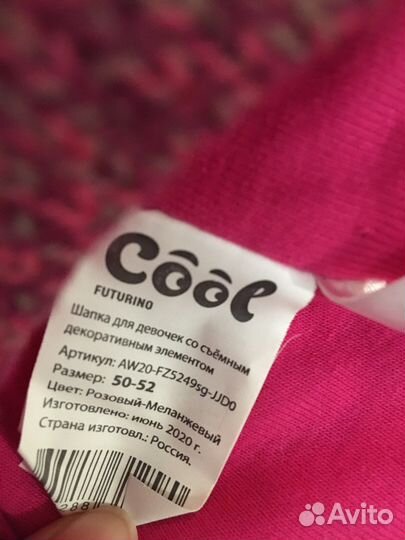 Cool
FUTURINO
Шапка для девочек со съёмным
декоративным элементом
Артикул: AW20-FZ5249sg-JJD0
Размер: 50-52
Цвет: Розовый-Меланжевый
Изготовлено: июнь 2020 г.
Страна изготовл.: Россия.
288
Avito